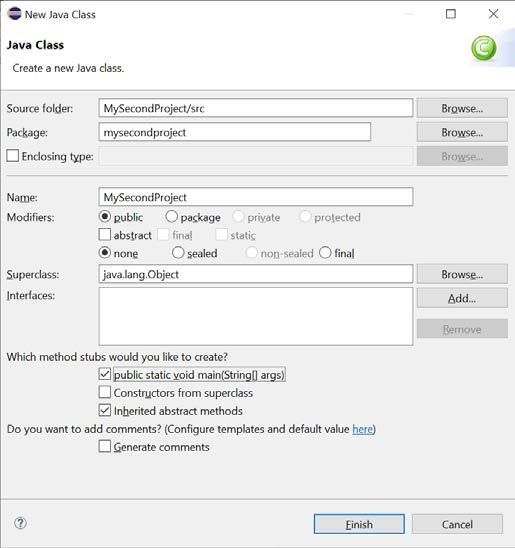 New Java Class
Java Class
Create a new Java class.
Source folder: MySecondProject/src Browse...
Package: mysecondproject Browse...
Enclosing type: Browse...
Name: MySecondProject
Modifiers: public package private protected
abstract final static
none sealed non-sealed final
Superclass: java.lang.Object Browse...
Interfaces: Add...
Remove
Which method stubs would you like to create?
public static void main(String[] args)
Constructors from superclass
Inherited abstract methods
Do you want to add comments? (Configure templates and default value here)
Generate comments
? Finish Cancel